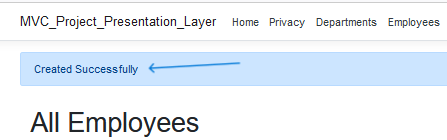 MVC_Project_Presentation_Layer Home Privacy Departments Employees
Created Successfully
All Employees